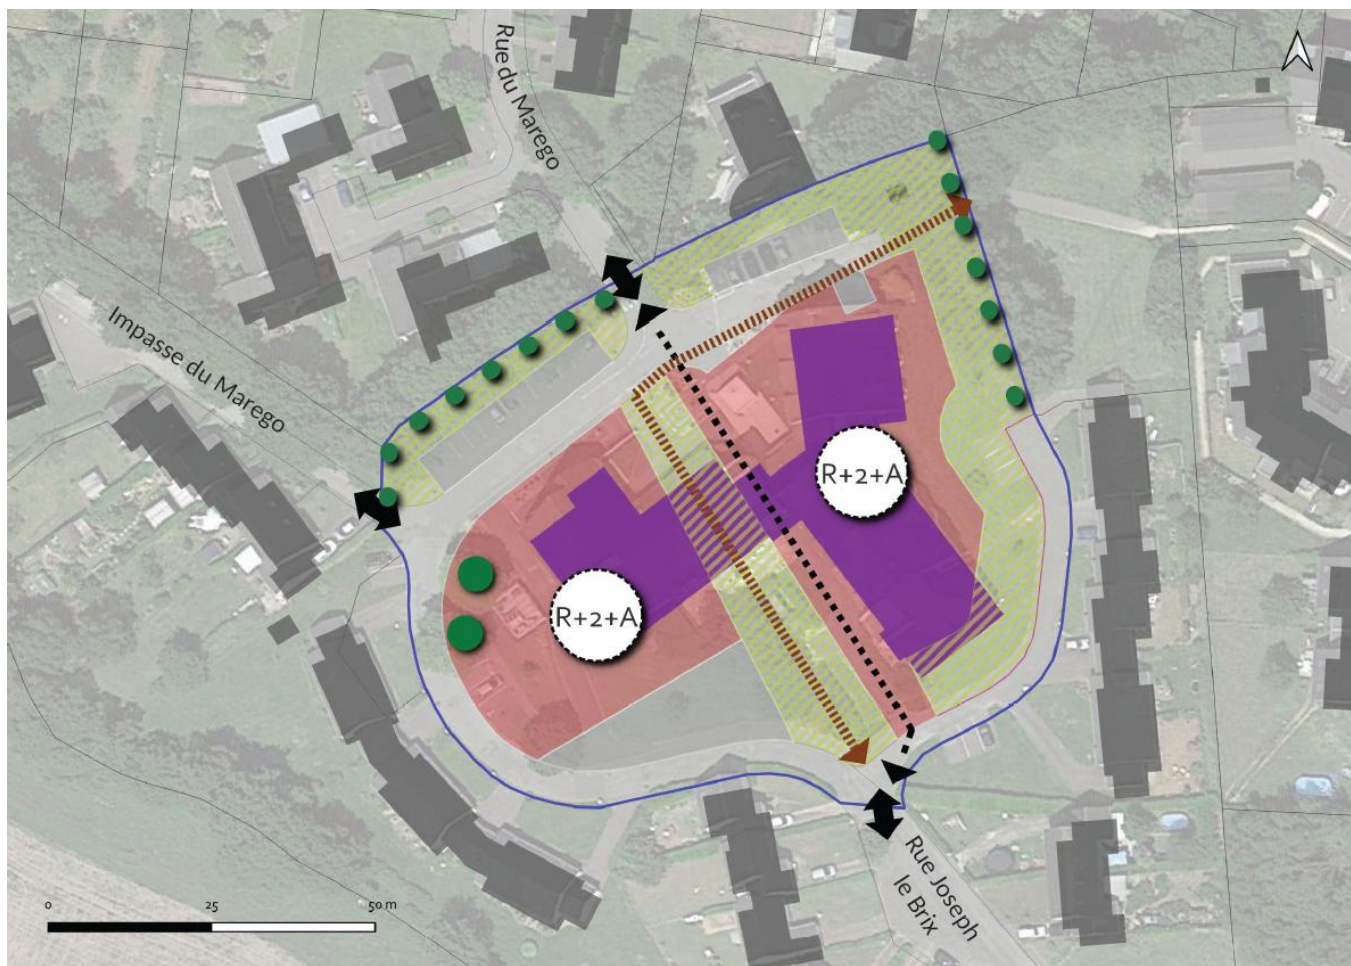 Rue du Marego
Impasse du Marego
R+2+A
R+2+A
Rue Joseph
le Brix
0 25 50 m